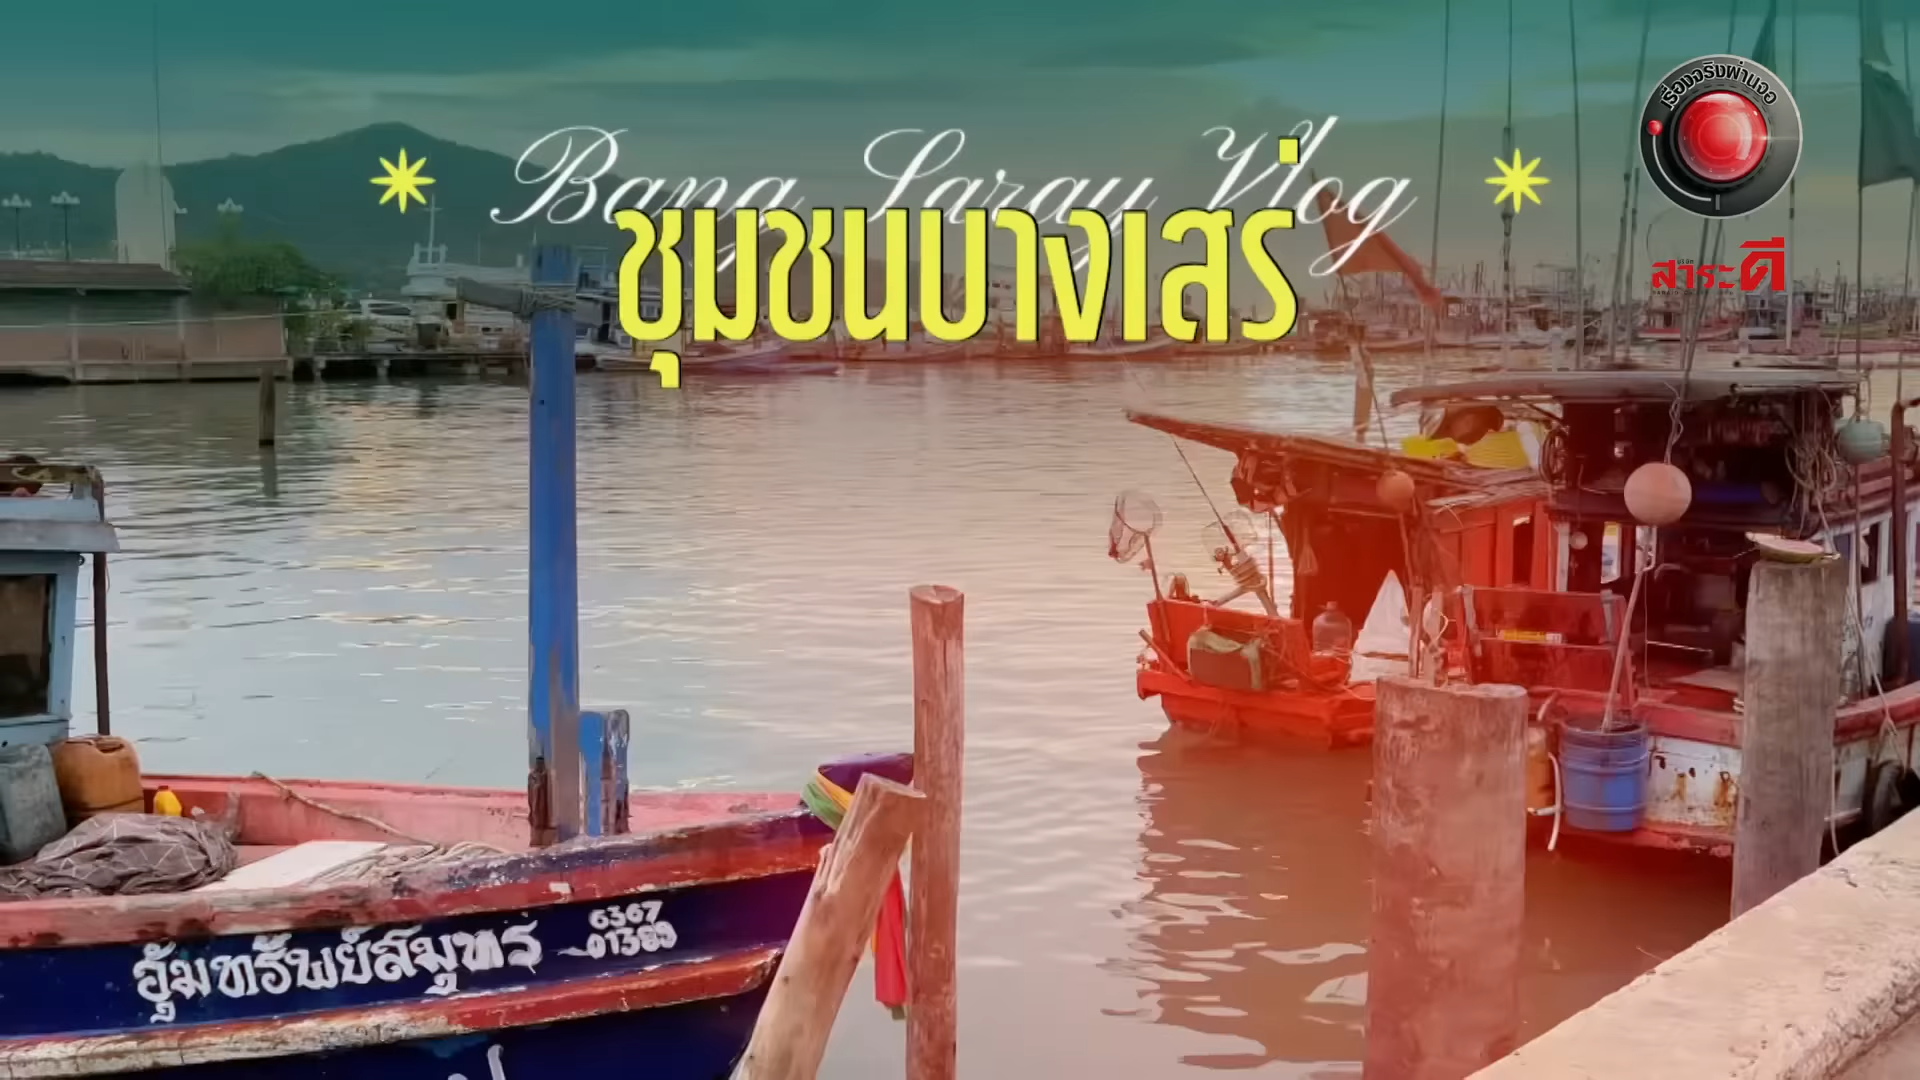 Bang Saray Vlog
ชุมชนบางเสร่
เรื่องจริงผ่านจอ
สาระดี
อุ้มทรัพย์สมุทร
6367
01389